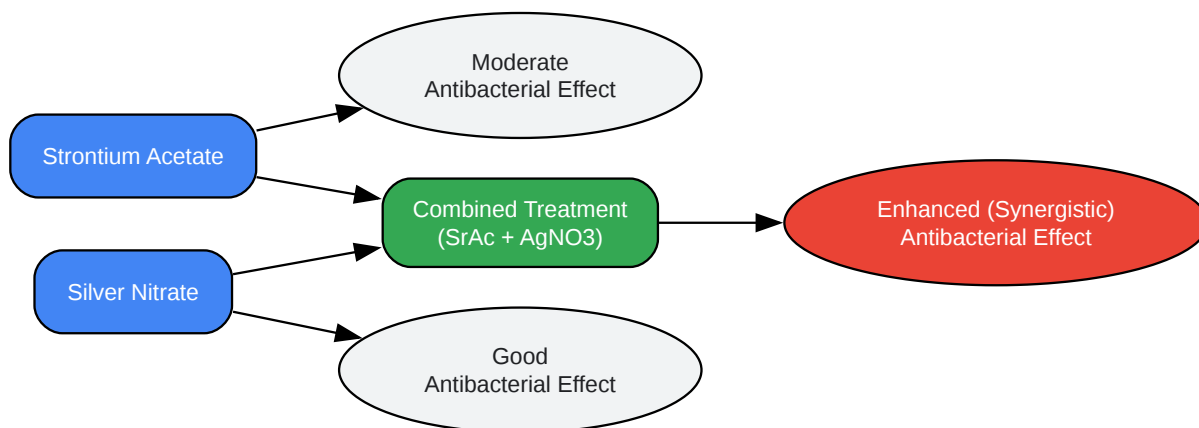 Moderate
Antibacterial Effect
Strontium Acetate
Combined Treatment
(SrAc + AgNO3)
Enhanced (Synergistic)
Antibacterial Effect
Silver Nitrate
Good
Antibacterial Effect